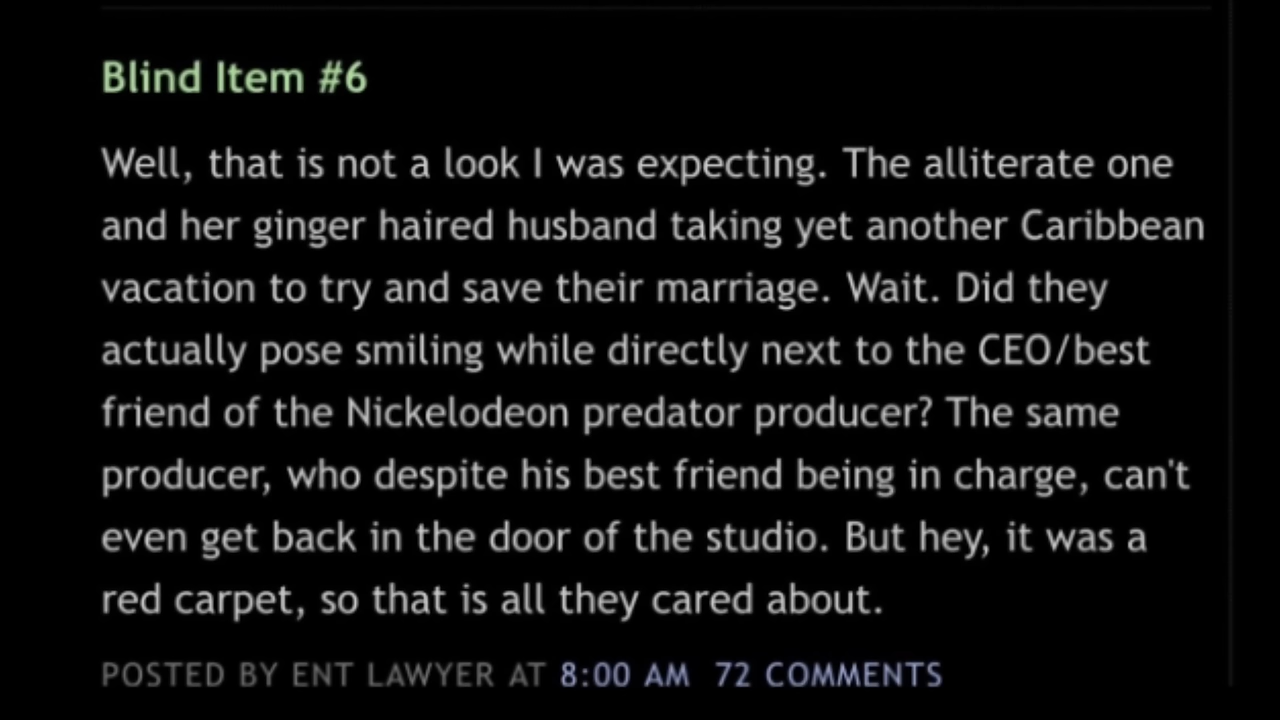 Blind Item #6
Well, that is not a look I was expecting. The alliterate one
and her ginger haired husband taking yet another Caribbean
vacation to try and save their marriage. Wait. Did they
actually pose smiling while directly next to the CEO/best
friend of the Nickelodeon predator producer? The same
producer, who despite his best friend being in charge, can't
even get back in the door of the studio. But hey, it was a
red carpet, so that is all they cared about.
POSTED BY ENT LAWYER AT 8:00 AM 72 COMMENTS